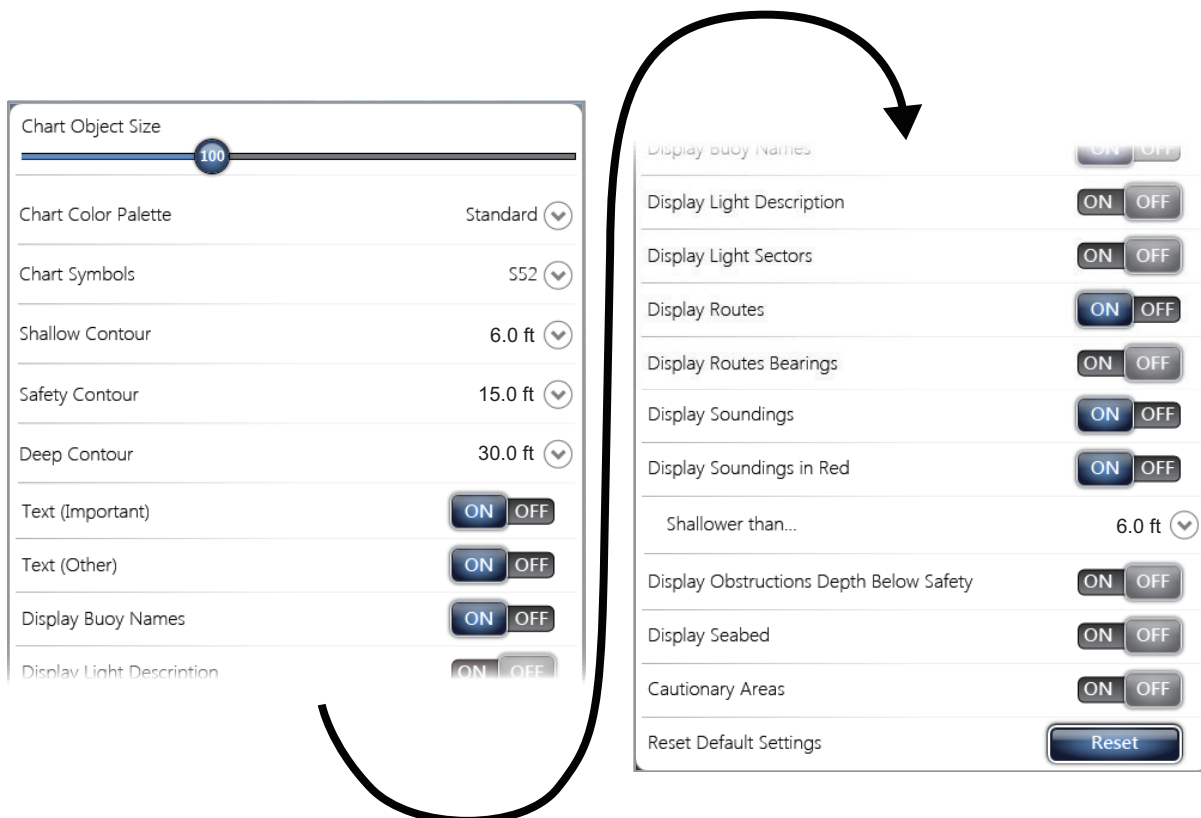 Chart Object Size
100
Chart Color Palette Standard
Chart Symbols S52
Shallow Contour 6.0 ft
Safety Contour 15.0 ft
Deep Contour 30.0 ft
Text (Important) ON OFF
Text (Other) ON OFF
Display Buoy Names ON OFF
Display Light Description ON OFF
Display Buoy Names ON OFF
Display Light Description ON OFF
Display Light Sectors ON OFF
Display Routes ON OFF
Display Routes Bearings ON OFF
Display Soundings ON OFF
Display Soundings in Red ON OFF
Shallower than... 6.0 ft
Display Obstructions Depth Below Safety ON OFF
Display Seabed ON OFF
Cautionary Areas ON OFF
Reset Default Settings Reset